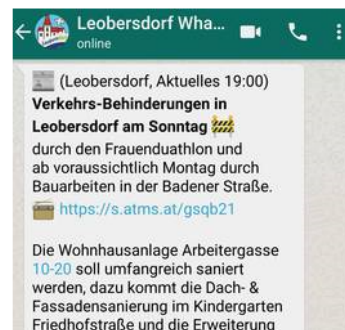 Leobersdorf Wha...
online
(Leobersdorf, Aktuelles 19:00)
Verkehrs-Behinderungen in
Leobersdorf am Sonntag
durch den Frauenduathlon und
ab voraussichtlich Montag durch
Bauarbeiten in der Badener Straße.
https://s.atms.at/gsqb21
Die Wohnhausanlage Arbeitergasse
10-20 soll umfangreich saniert
werden, dazu kommt die Dach- &
Fassadensanierung im Kindergarten
Friedhofstraße und die Erweiterung